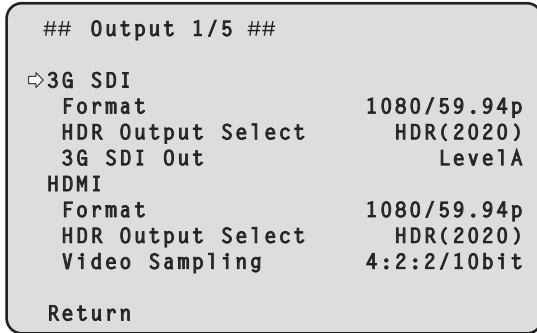 ## Output 1/5 ##
⇨3G SDI
Format 1080/59.94p
HDR Output Select HDR(2020)
3G SDI Out LevelA
HDMI
Format 1080/59.94p
HDR Output Select HDR(2020)
Video Sampling 4:2:2/10bit
Return